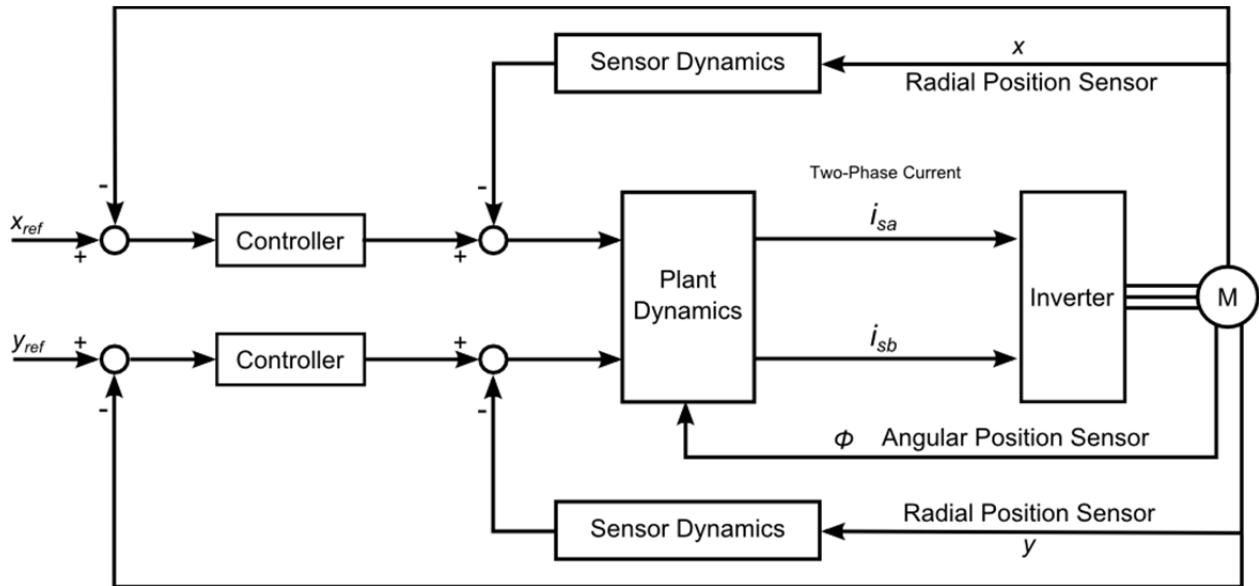 x
Sensor Dynamics
Radial Position Sensor
-
-
Two-Phase Current
x_ref
i_sa
+
Controller
+
Plant
Dynamics
Inverter
M
y_ref
+
Controller
+
i_sb
-
-
ϕ Angular Position Sensor
Sensor Dynamics
Radial Position Sensor
y